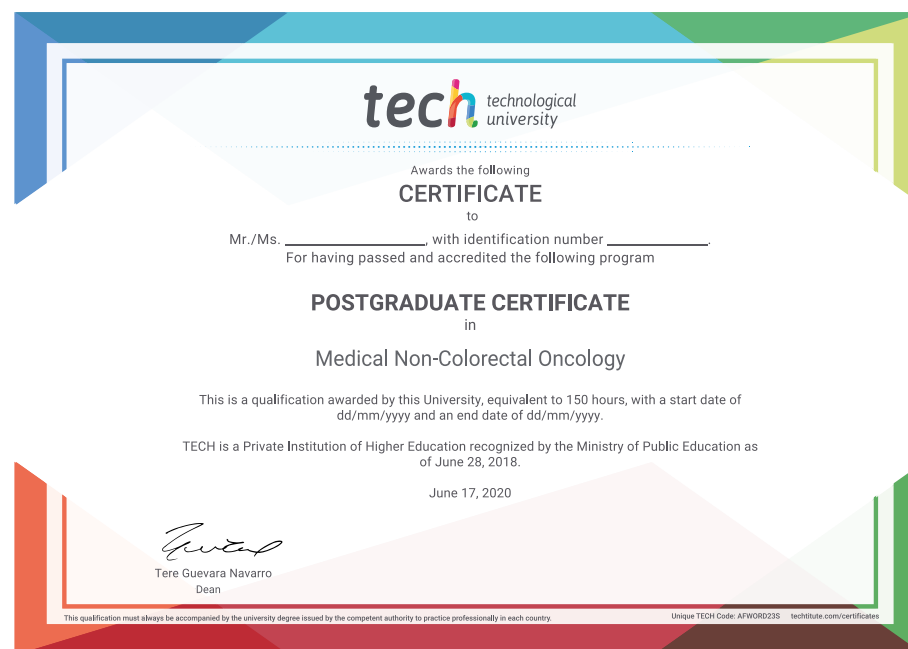 tech technological
university
Awards the following
CERTIFICATE
to
Mr./Ms. ____________________, with identification number ______________.
For having passed and accredited the following program
POSTGRADUATE CERTIFICATE
in
Medical Non-Colorectal Oncology
This is a qualification awarded by this University, equivalent to 150 hours, with a start date of
dd/mm/yyyy and an end date of dd/mm/yyyy.
TECH is a Private Institution of Higher Education recognized by the Ministry of Public Education as
of June 28, 2018.
June 17, 2020
Tere Guevara Navarro
Dean
This qualification must always be accompanied by the university degree issued by the competent authority to practice professionally in each country.
Unique TECH Code: AFWORD23S techtitute.com/certificates